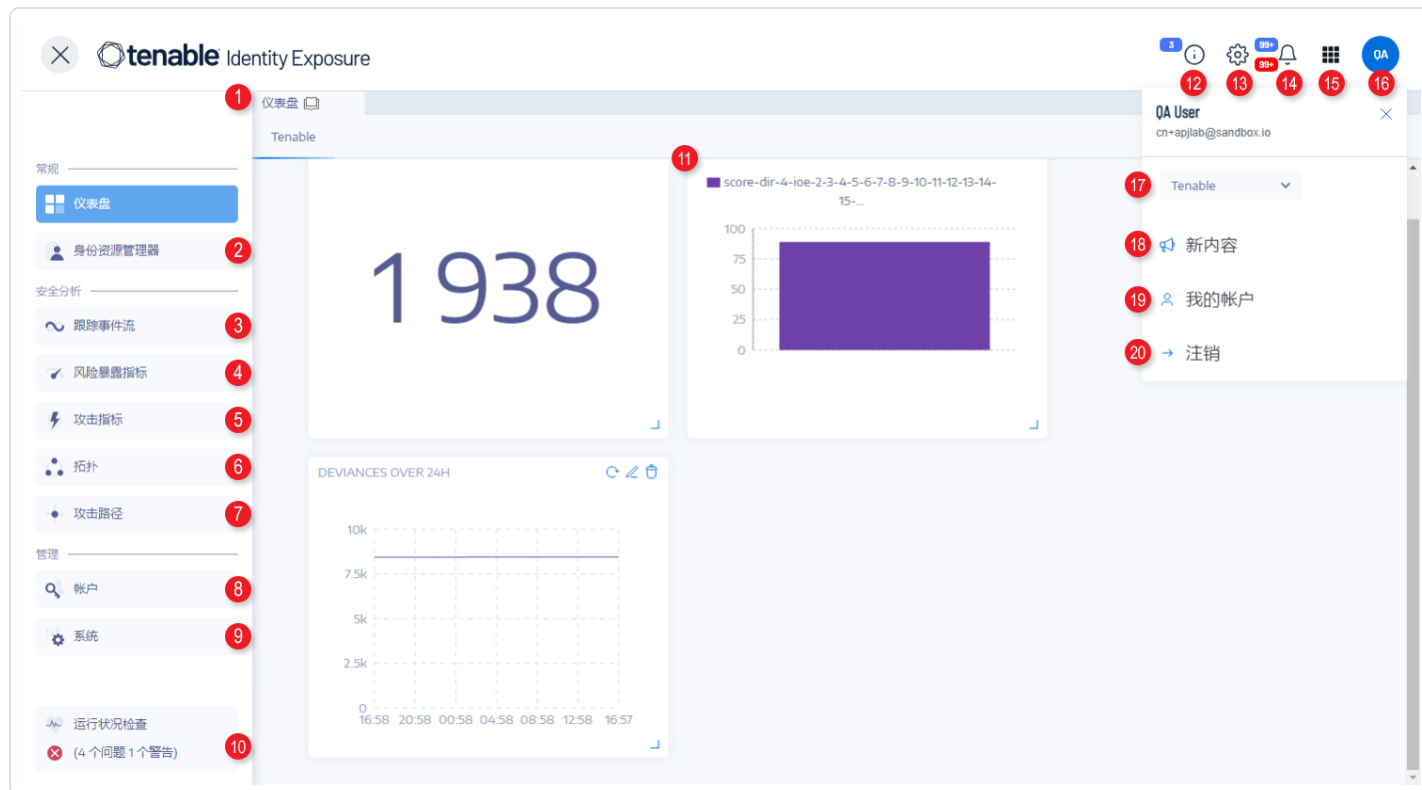 tenable Identity Exposure
3
99+
99+
QA
12
13
14
15
16
1
仪表盘
Tenable
QA User
cn+apjlab@sandbox.io
17
Tenable
18
新内容
19
我的帐户
20
注销
常规
仪表盘
身份资源管理器
2
安全分析
跟踪事件流
3
风险暴露指标
4
攻击指标
5
拓扑
6
攻击路径
7
管理
帐户
8
系统
9
运行状况检查
(4 个问题 1 个警告)
10
1 938
11
score-dir-4-ioe-2-3-4-5-6-7-8-9-10-11-12-13-14-
15-...
100
75
50
25
0
DEVIANCES OVER 24H
10k
7.5k
5k
2.5k
0
16:58 20:58 00:58 04:58 08:58 12:58 16:57